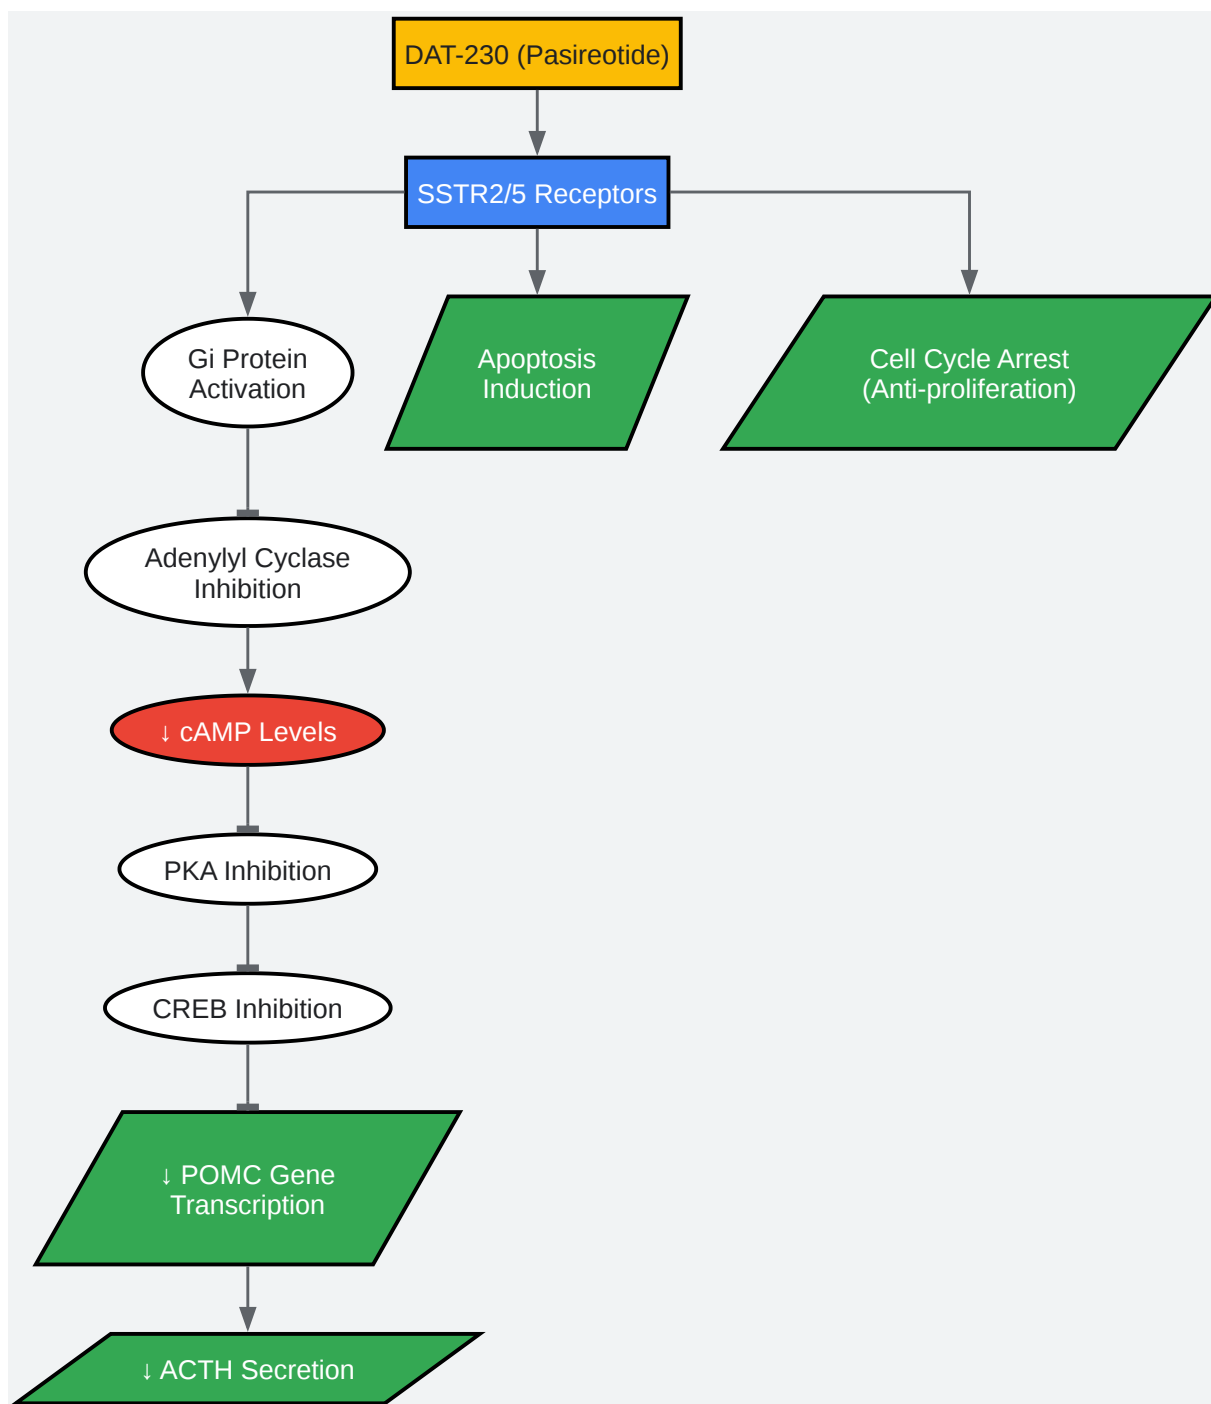 DAT-230 (Pasireotide)
SSTR2/5 Receptors
Gi Protein
Activation
Apoptosis
Induction
Cell Cycle Arrest
(Anti-proliferation)
Adenylyl Cyclase
Inhibition
↓ cAMP Levels
PKA Inhibition
CREB Inhibition
↓ POMC Gene
Transcription
↓ ACTH Secretion